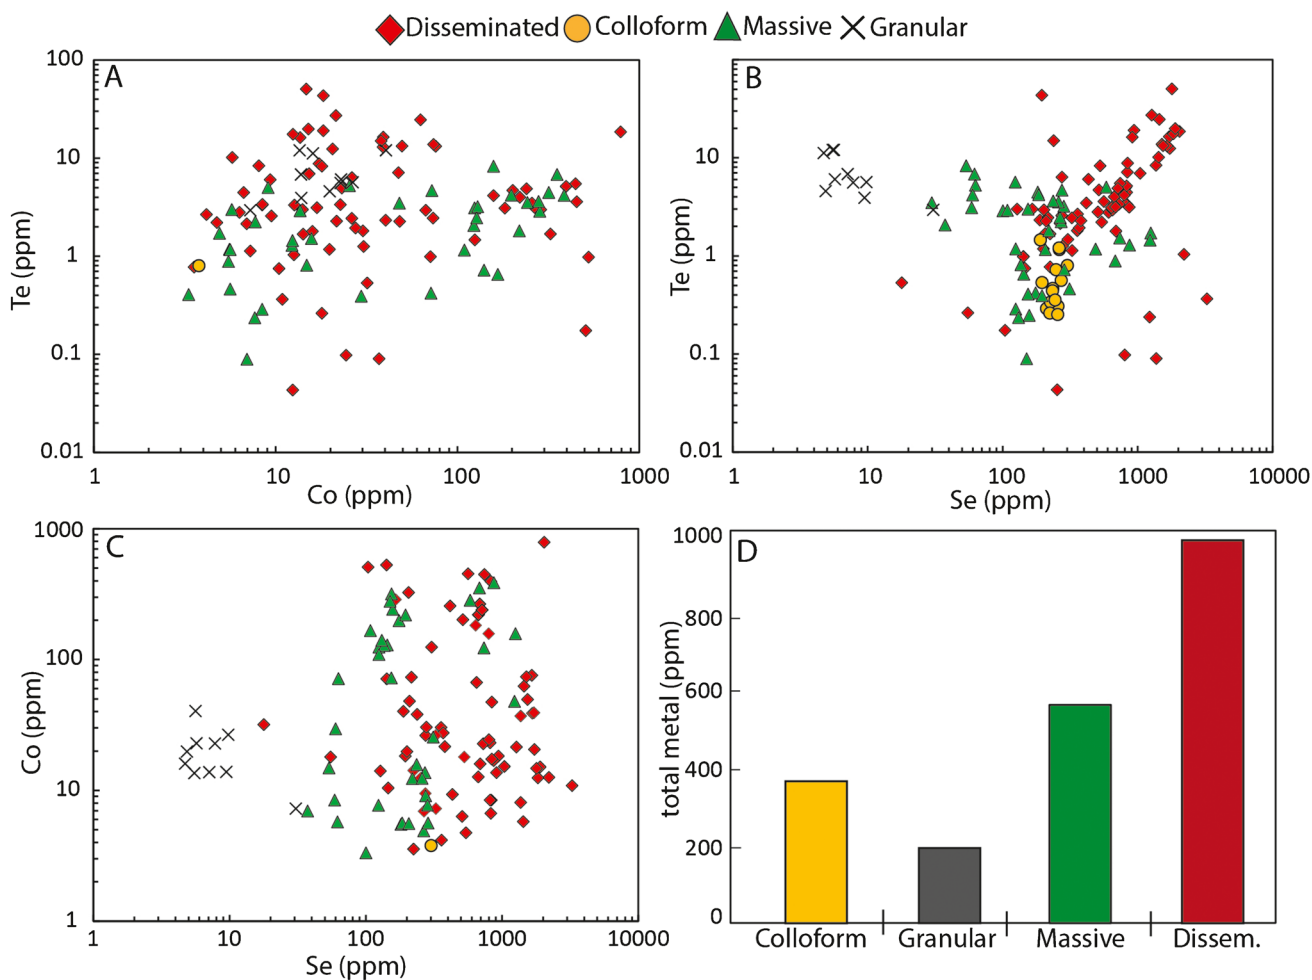 Disseminated Colloform Massive Granular
A
100
10
1
0.1
0.01
Te (ppm)
1 10 100 1000
Co (ppm)
B
10
1
0.1
0.01
Te (ppm)
1 10 100 1000 10000
Se (ppm)
C
1000
100
10
1
Co (ppm)
1 10 100 1000 10000
Se (ppm)
D
1000
800
600
400
200
0
total metal (ppm)
Colloform Granular Massive Dissem.